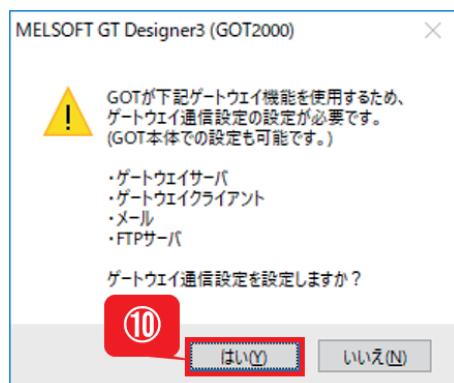 MELSOFT GT Designer3 (GOT2000)
GOTが下記ゲートウェイ機能を使用するため、
ゲートウェイ通信設定の設定が必要です。
(GOT本体での設定も可能です。)
・ゲートウェイサーバ
・ゲートウェイクライアント
・メール
・FTPサーバ
ゲートウェイ通信設定を設定しますか？
⑩
はい(Y)
いいえ(N)